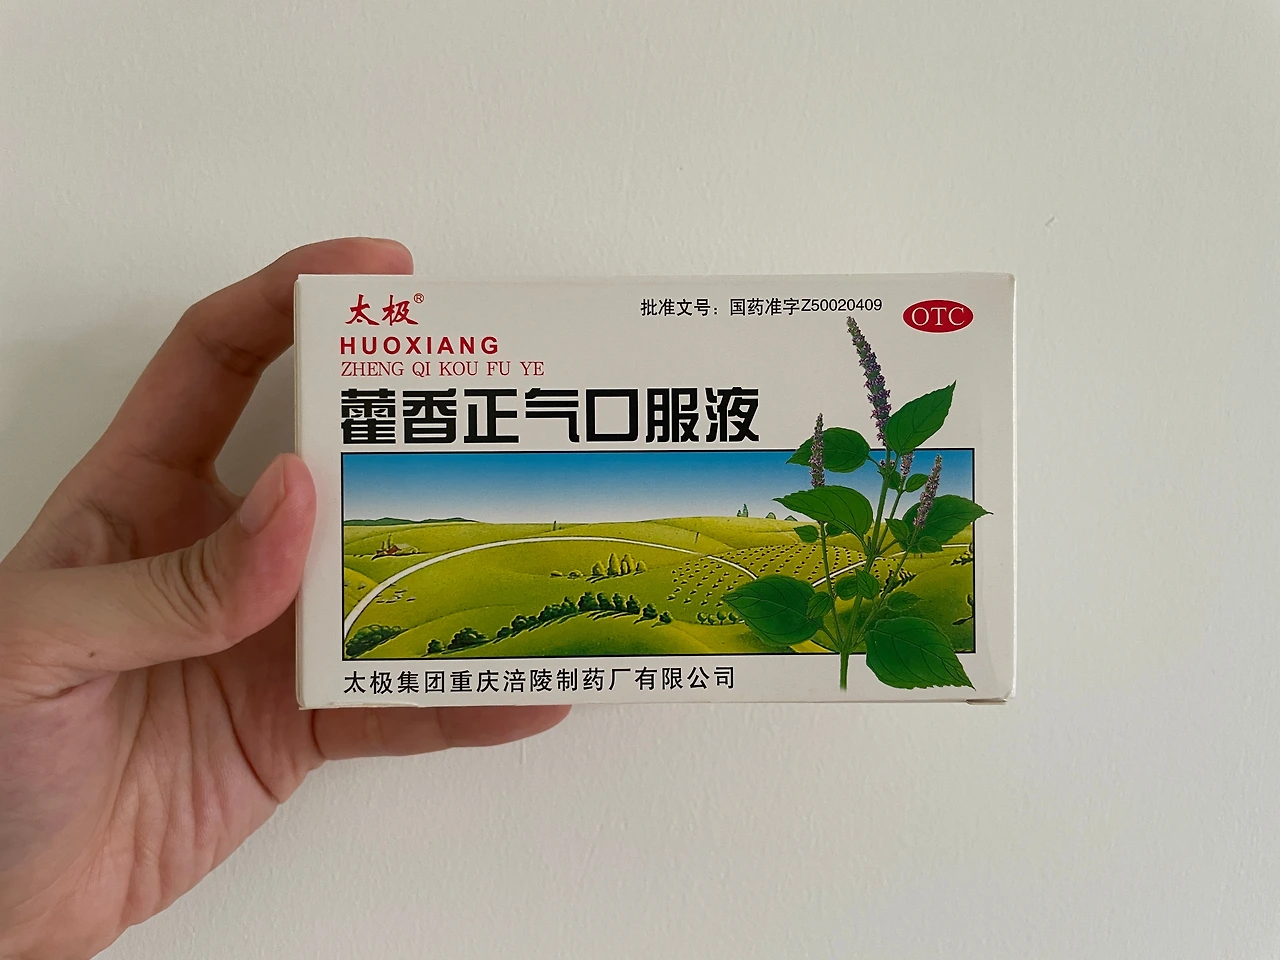 太极®
批准文号：国药准字Z50020409
OTC
HUOXIANG
ZHENG QI KOU FU YE
藿香正气口服液
太极集团重庆涪陵制药厂有限公司